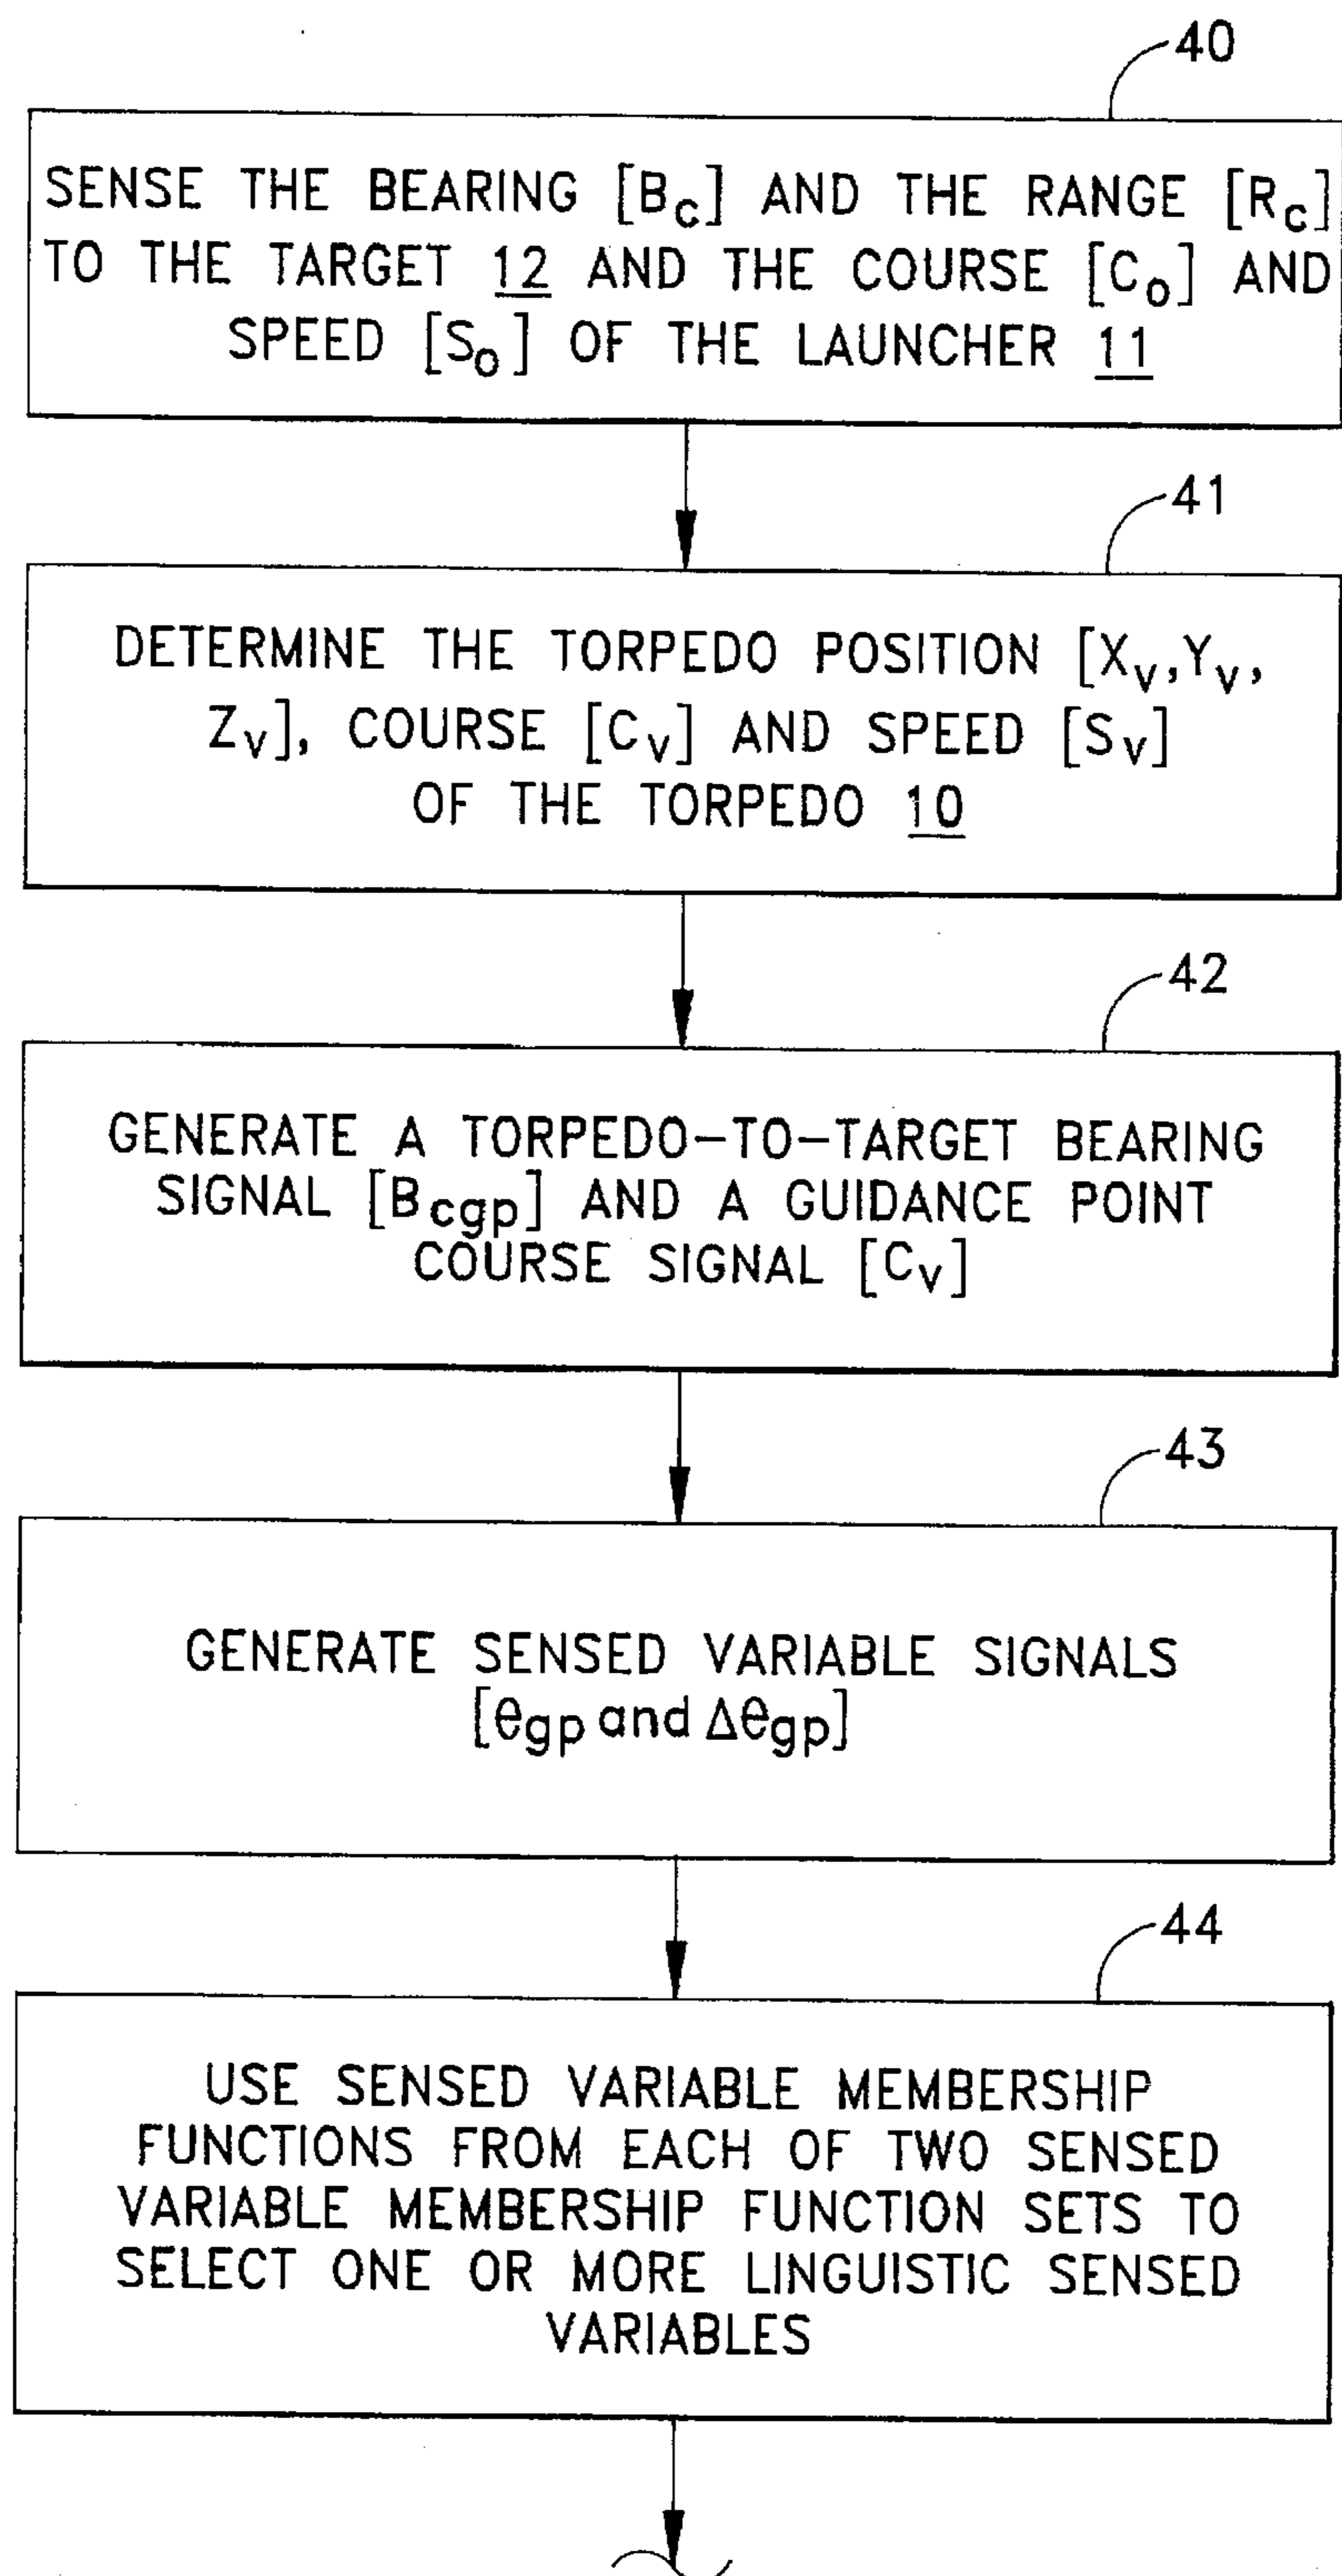 40
SENSE THE BEARING [Bc] AND THE RANGE [Rc]
TO THE TARGET 12 AND THE COURSE [Co] AND
SPEED [So] OF THE LAUNCHER 11
41
DETERMINE THE TORPEDO POSITION [Xv,Yv,
Zv], COURSE [Cv] AND SPEED [Sv]
OF THE TORPEDO 10
42
GENERATE A TORPEDO-TO-TARGET BEARING
SIGNAL [Bcgp] AND A GUIDANCE POINT
COURSE SIGNAL [Cv]
43
GENERATE SENSED VARIABLE SIGNALS
[egp and Δegp]
44
USE SENSED VARIABLE MEMBERSHIP
FUNCTIONS FROM EACH OF TWO SENSED
VARIABLE MEMBERSHIP FUNCTION SETS TO
SELECT ONE OR MORE LINGUISTIC SENSED
VARIABLES